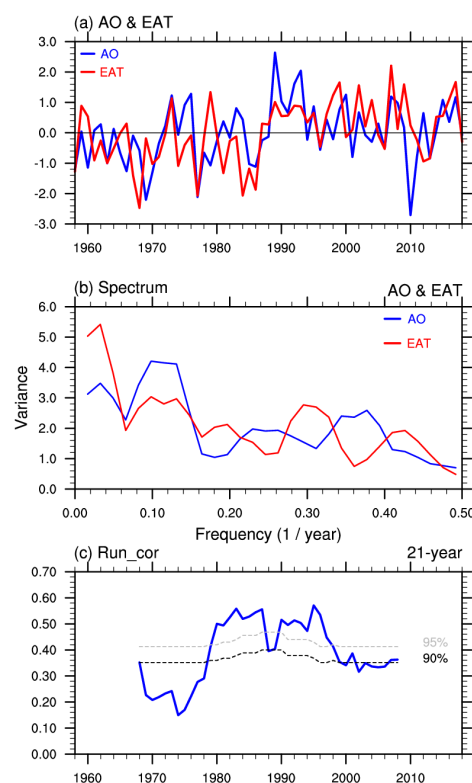 (a) AO & EAT
3.0
2.0
1.0
0.0
-1.0
-2.0
-3.0
AO
EAT
1960 1970 1980 1990 2000 2010
(b) Spectrum AO & EAT
6.0
5.0
4.0
3.0
2.0
1.0
0.0
Variance
AO
EAT
0.00 0.10 0.20 0.30 0.40 0.50
Frequency (1 / year)
(c) Run_cor 21-year
0.70
0.60
0.50
0.40
0.30
0.20
0.10
0.00
95%
90%
1960 1970 1980 1990 2000 2010